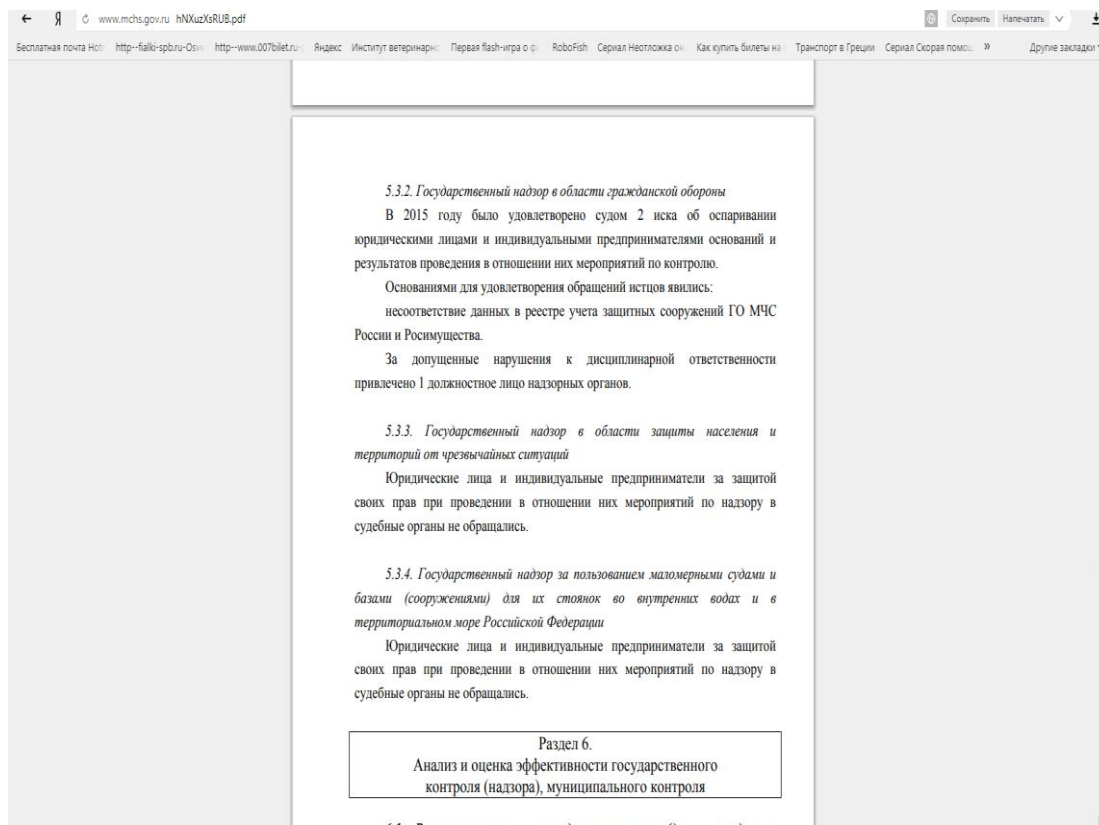 www.mchs.gov.ru hNXuzXsRUB.pdf
Сохранить Напечатать
Бесплатная почта Hot http--fialki-spb.ru-Osve http--www.007bilet.ru- Яндекс Институт ветеринарно Первая flash-игра о ф RoboFish Сериал Неотложка он Как купить билеты на Транспорт в Греции Сериал Скорая помощ » Другие закладки
5.3.2. Государственный надзор в области гражданской обороны
В 2015 году было удовлетворено судом 2 иска об оспаривании
юридическими лицами и индивидуальными предпринимателями оснований и
результатов проведения в отношении них мероприятий по контролю.
Основаниями для удовлетворения обращений истцов явились:
несоответствие данных в реестре учета защитных сооружений ГО МЧС
России и Росимущества.
За допущенные нарушения к дисциплинарной ответственности
привлечено 1 должностное лицо надзорных органов.
5.3.3. Государственный надзор в области защиты населения и
территорий от чрезвычайных ситуаций
Юридические лица и индивидуальные предприниматели за защитой
своих прав при проведении в отношении них мероприятий по надзору в
судебные органы не обращались.
5.3.4. Государственный надзор за пользованием маломерными судами и
базами (сооружениями) для их стоянок во внутренних водах и в
территориальном море Российской Федерации
Юридические лица и индивидуальные предприниматели за защитой
своих прав при проведении в отношении них мероприятий по надзору в
судебные органы не обращались.
Раздел 6.
Анализ и оценка эффективности государственного
контроля (надзора), муниципального контроля